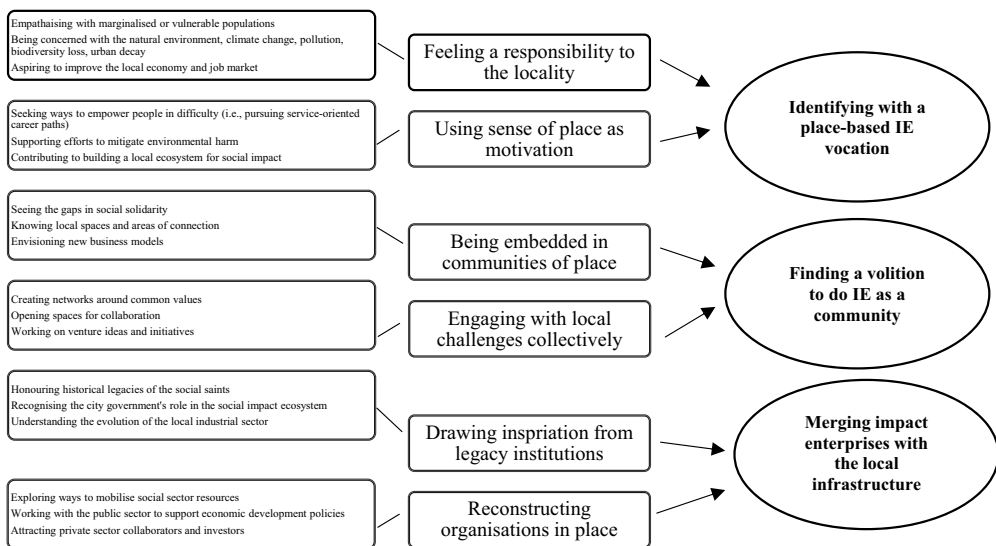 Empathaising with marginalised or vulnerable populations
Being concerned with the natural environment, climate change, pollution,
biodiversity loss, urban decay
Aspiring to improve the local economy and job market
Feeling a responsibility to
the locality
Seeking ways to empower people in difficulty (i.e., pursuing service-oriented
career paths)
Supporting efforts to mitigate environmental harm
Contributing to building a local ecosystem for social impact
Using sense of place as
motivation
Identifying with a
place-based IE
vocation
Seeing the gaps in social solidarity
Knowing local spaces and areas of connection
Envisioning new business models
Being embedded in
communities of place
Creating networks around common values
Opening spaces for collaboration
Working on venture ideas and initiatives
Engaging with local
challenges collectively
Finding a volition
to do IE as a
community
Honouring historical legacies of the social saints
Recognising the city government's role in the social impact ecosystem
Understanding the evolution of the local industrial sector
Drawing inspriation from
legacy institutions
Exploring ways to mobilise social sector resources
Working with the public sector to support economic development policies
Attracting private sector collaborators and investors
Reconstructing
organisations in place
Merging impact
enterprises with
the local
infrastructure